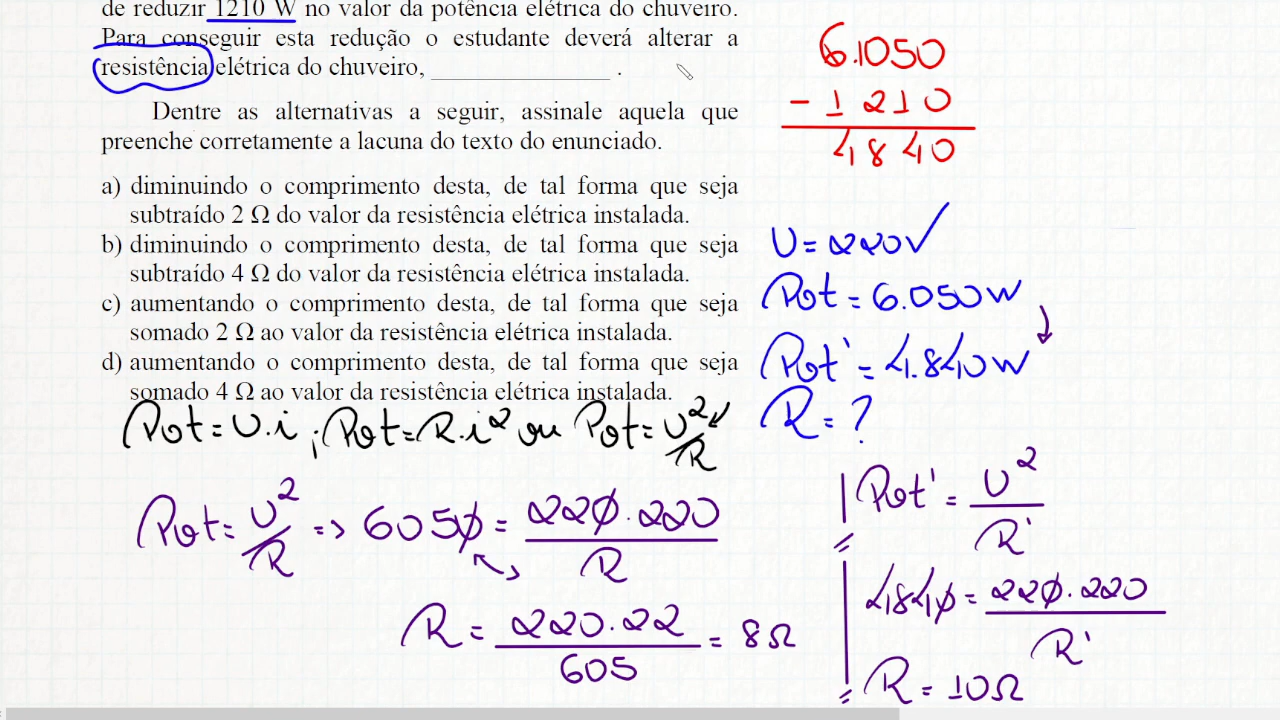 de reduzir 1210 W no valor da potência elétrica do chuveiro.
Para conseguir esta redução o estudante deverá alterar a
resistência elétrica do chuveiro, ________________ .
Dentre as alternativas a seguir, assinale aquela que
preenche corretamente a lacuna do texto do enunciado.
a) diminuindo o comprimento desta, de tal forma que seja
subtraído 2 Ω do valor da resistência elétrica instalada.
b) diminuindo o comprimento desta, de tal forma que seja
subtraído 4 Ω do valor da resistência elétrica instalada.
c) aumentando o comprimento desta, de tal forma que seja
somado 2 Ω ao valor da resistência elétrica instalada.
d) aumentando o comprimento desta, de tal forma que seja
somado 4 Ω ao valor da resistência elétrica instalada.
6.1050
- 1 210
4840
U = 220V
Pot = 6.050W
Pot' = 4.840W
R = ?
Pot = U.i ; Pot = R.i² ou Pot = U²/R
Pot = U²/R => 6050 = 220.220/R
R = 220.22/605 = 8Ω
Pot' = U²/R'
4840 = 220.220/R'
R = 10Ω